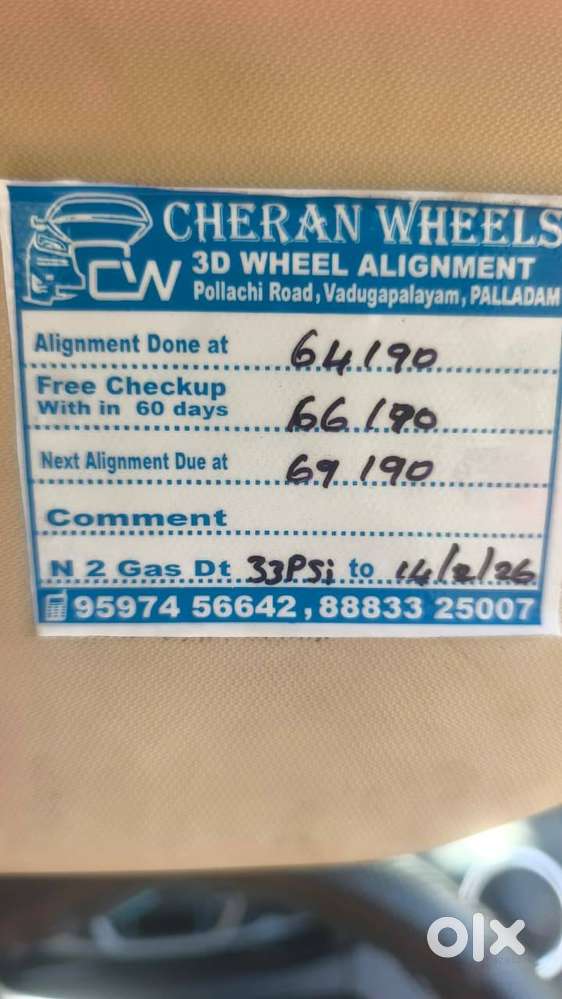 CHERAN WHEELS
CW 3D WHEEL ALIGNMENT
Pollachi Road, Vadugapalayam, PALLADAM
Alignment Done at 64190
Free Checkup
With in 60 days 66190
Next Alignment Due at 69190
Comment
N 2 Gas Dt 33PSi to 14/2/26
95974 56642, 88833 25007
olx